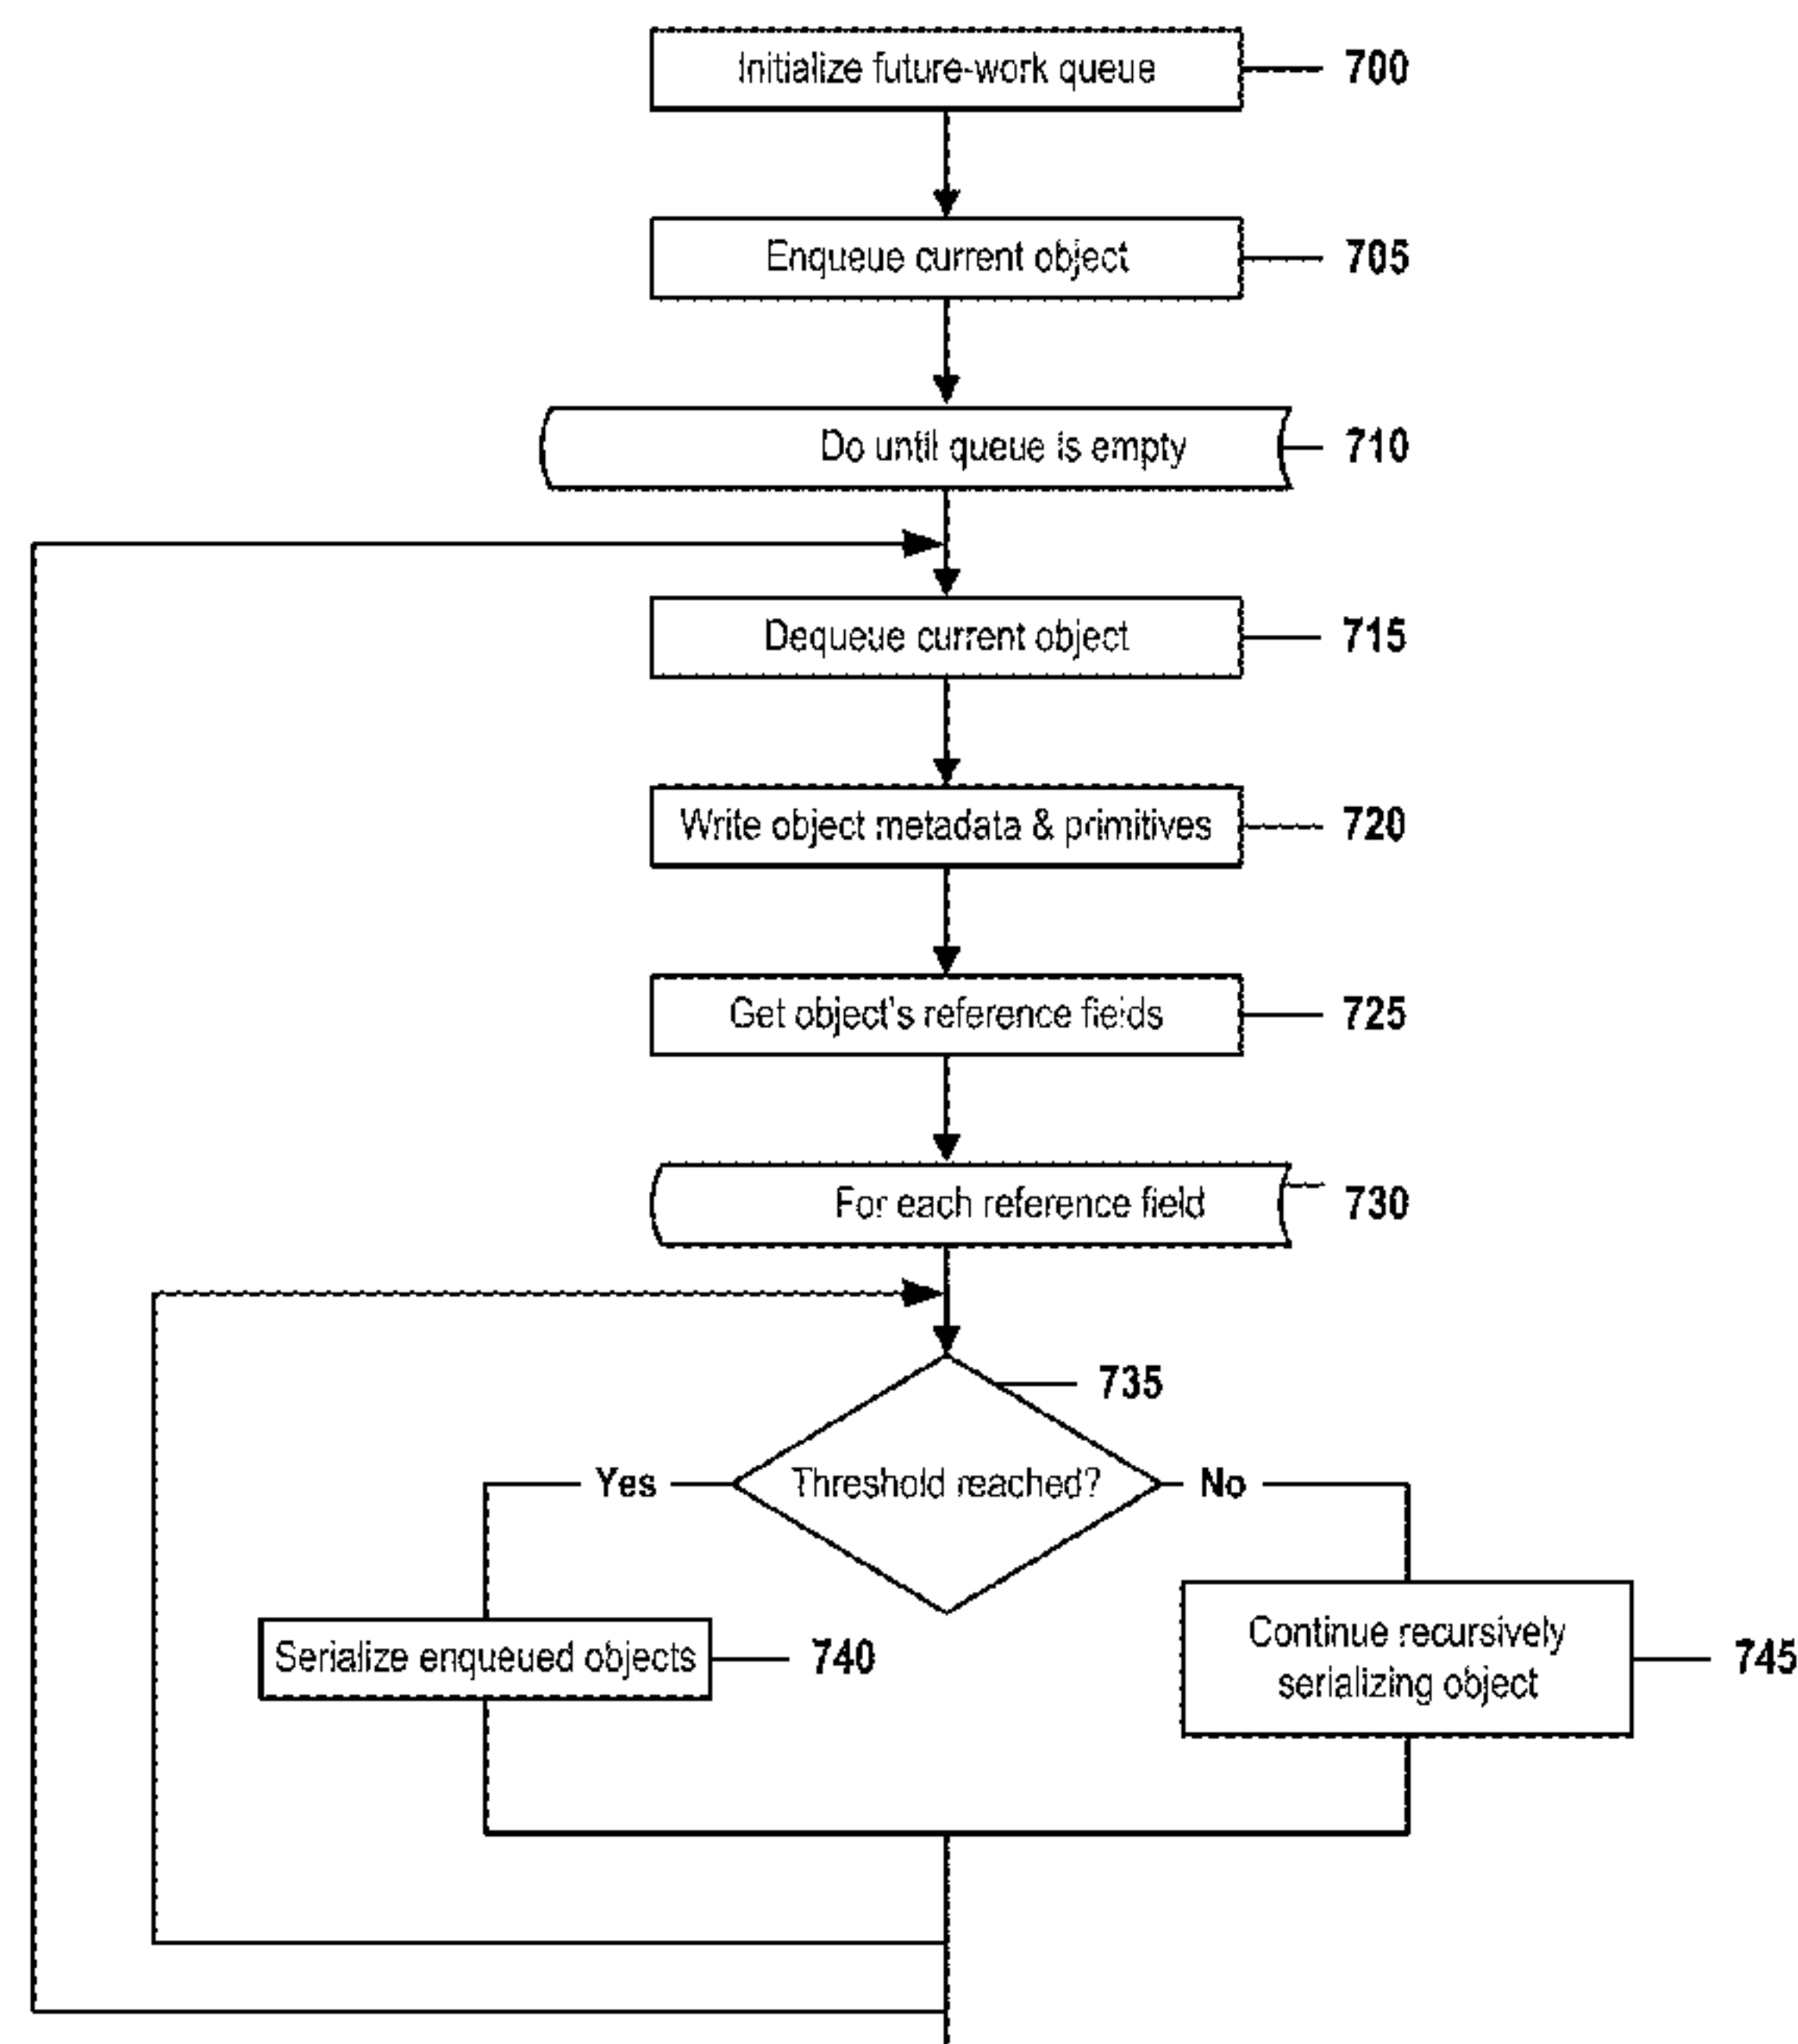 Initialize future-work queue
700
Enqueue current object
705
Do until queue is empty
710
Dequeue current object
715
Write object metadata & primitives
720
Get object's reference fields
725
For each reference field
730
735
Yes
Threshold reached?
No
Serialize enqueued objects
740
Continue recursively
serializing object
745